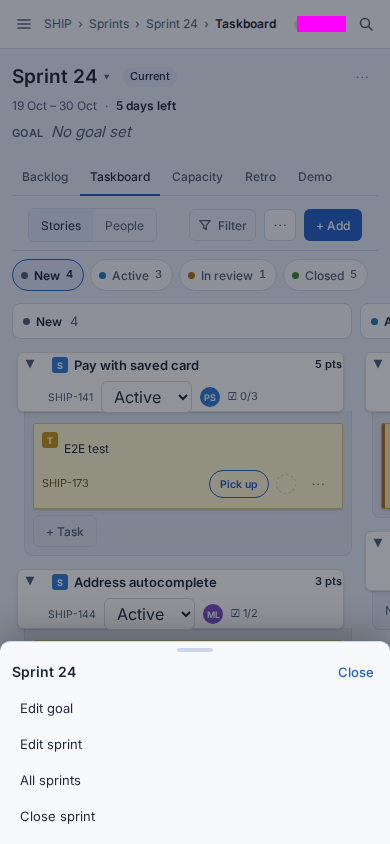 SHIP › Sprints › Sprint 24 › Taskboard
Sprint 24 ▾ Current ···
19 Oct – 30 Oct · 5 days left
GOAL No goal set
Backlog Taskboard Capacity Retro Demo
Stories People Filter ··· + Add
New 4 Active 3 In review 1 Closed 5
New 4 A
▼ S Pay with saved card 5 pts
SHIP-141 Active PS ☑ 0/3
T E2E test
SHIP-173 Pick up ···
+ Task
▼ S Address autocomplete 3 pts
SHIP-144 Active ML ☑ 1/2
N
Sprint 24 Close
Edit goal
Edit sprint
All sprints
Close sprint